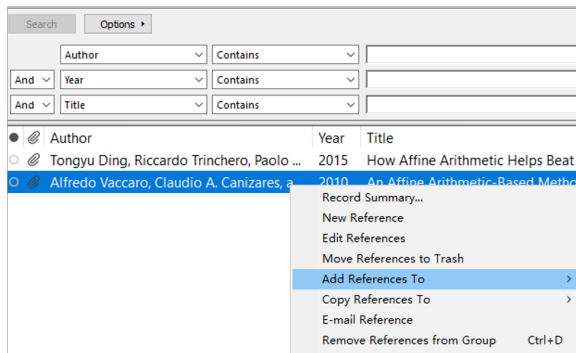 Search Options
Author Contains
And Year Contains
And Title Contains
Author Year Title
Tongyu Ding, Riccardo Trinchero, Paolo ... 2015 How Affine Arithmetic Helps Beat
Alfredo Vaccaro, Claudio A. Canizares, a 2010 An Affine Arithmetic-Based Metho
Record Summary...
New Reference
Edit References
Move References to Trash
Add References To
Copy References To
E-mail Reference
Remove References from Group Ctrl+D